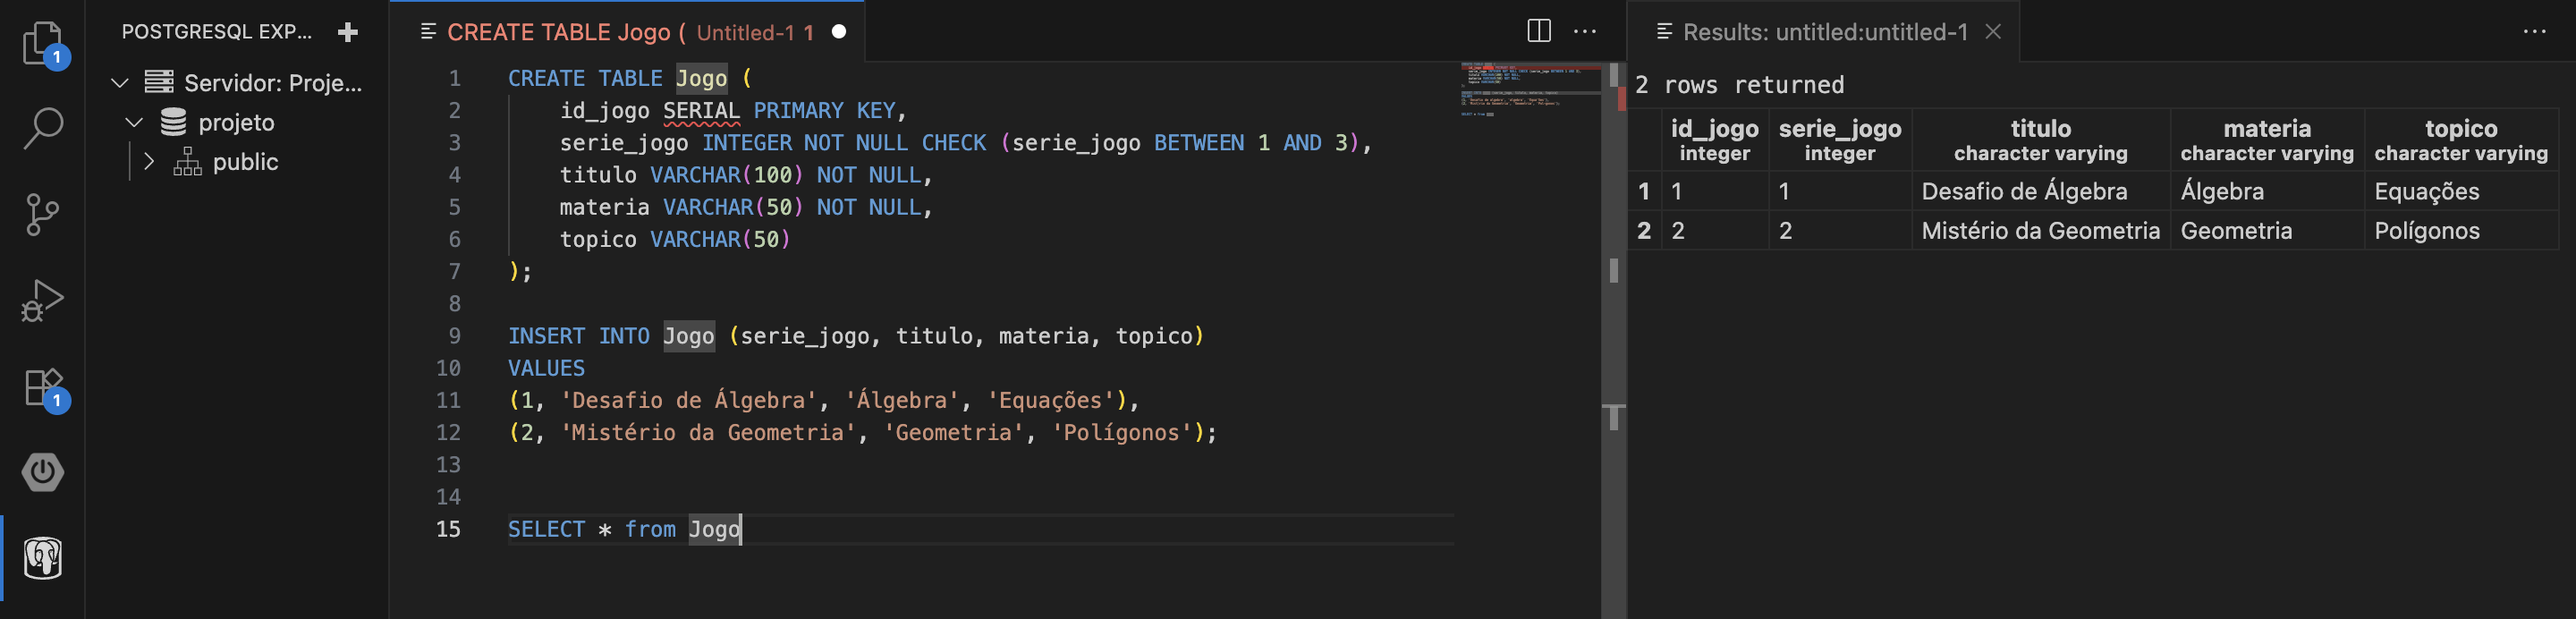 POSTGRESQL EXP...
Servidor: Proje...
projeto
public
1
1
CREATE TABLE Jogo ( Untitled-1 1
1 CREATE TABLE Jogo (
2 id_jogo SERIAL PRIMARY KEY,
3 serie_jogo INTEGER NOT NULL CHECK (serie_jogo BETWEEN 1 AND 3),
4 titulo VARCHAR(100) NOT NULL,
5 materia VARCHAR(50) NOT NULL,
6 topico VARCHAR(50)
7 );
8
9 INSERT INTO Jogo (serie_jogo, titulo, materia, topico)
10 VALUES
11 (1, 'Desafio de Álgebra', 'Álgebra', 'Equações'),
12 (2, 'Mistério da Geometria', 'Geometria', 'Polígonos');
13
14
15 SELECT * from Jogo
Results: untitled:untitled-1
2 rows returned
id_jogo serie_jogo titulo materia topico
integer integer character varying character varying character varying
1 1 1 Desafio de Álgebra Álgebra Equações
2 2 2 Mistério da Geometria Geometria Polígonos